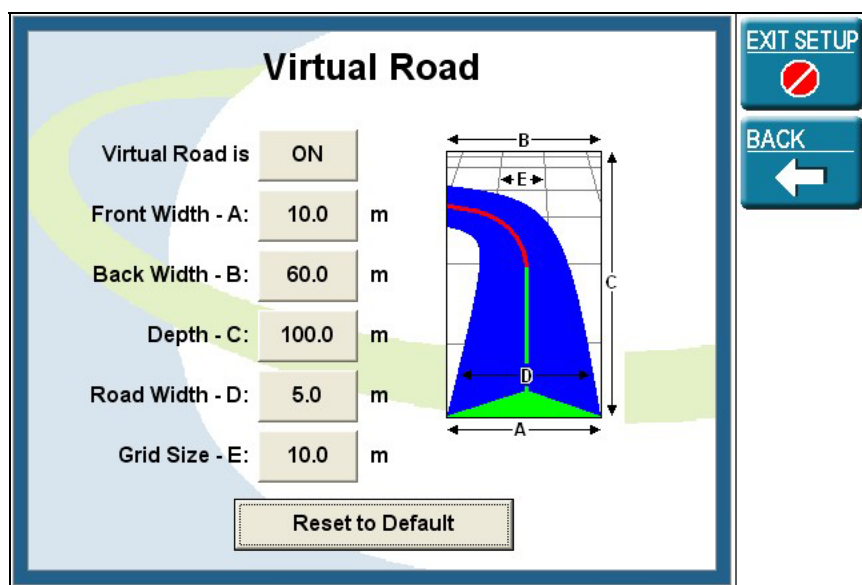 Virtual Road
Virtual Road is ON
Front Width - A: 10.0 m
Back Width - B: 60.0 m
Depth - C: 100.0 m
Road Width - D: 5.0 m
Grid Size - E: 10.0 m
Reset to Default
B
E
C
D
A
EXIT SETUP
BACK